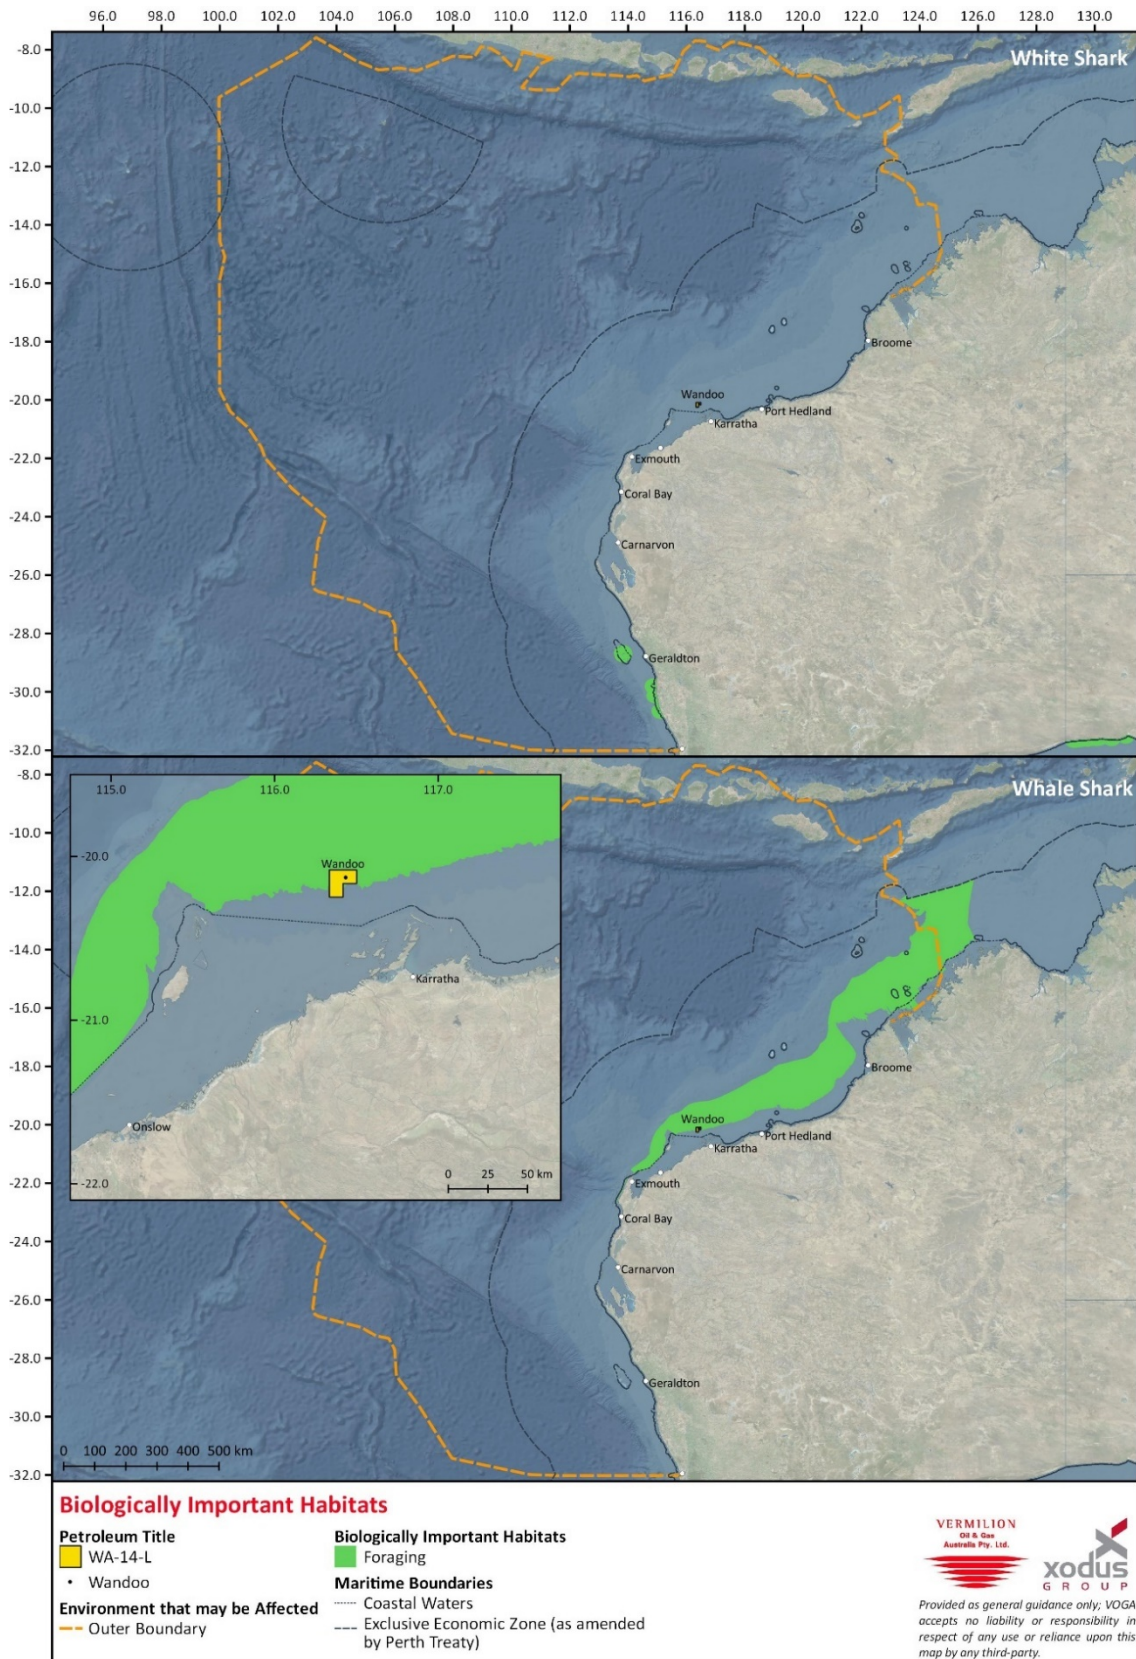 96.0 98.0 100.0 102.0 104.0 106.0 108.0 110.0 112.0 114.0 116.0 118.0 120.0 122.0 124.0 126.0 128.0 130.0
-8.0
White Shark
-10.0
-12.0
-14.0
-16.0
-18.0
Broome
-20.0
Wandoo
Port Hedland
Karratha
-22.0
Exmouth
Coral Bay
-24.0
Carnarvon
-26.0
-28.0
Geraldton
-30.0
-32.0
-8.0
Whale Shark
115.0 116.0 117.0
-10.0
-20.0
Wandoo
-12.0
-14.0
Karratha
-16.0
-21.0
-18.0
Broome
Onslow
-20.0
Wandoo
Port Hedland
Karratha
0 25 50 km
-22.0
-22.0
Exmouth
Coral Bay
-24.0
Carnarvon
-26.0
-28.0
Geraldton
-30.0
0 100 200 300 400 500 km
-32.0
Biologically Important Habitats
Petroleum Title
WA-14-L
Wandoo
Environment that may be Affected
Outer Boundary
Biologically Important Habitats
Foraging
Maritime Boundaries
Coastal Waters
Exclusive Economic Zone (as amended
by Perth Treaty)
VERMILION
Oil & Gas
Australia Pty. Ltd.
xodus
GROUP
Provided as general guidance only; VOGA
accepts no liability or responsibility in
respect of any use or reliance upon this
map by any third-party.